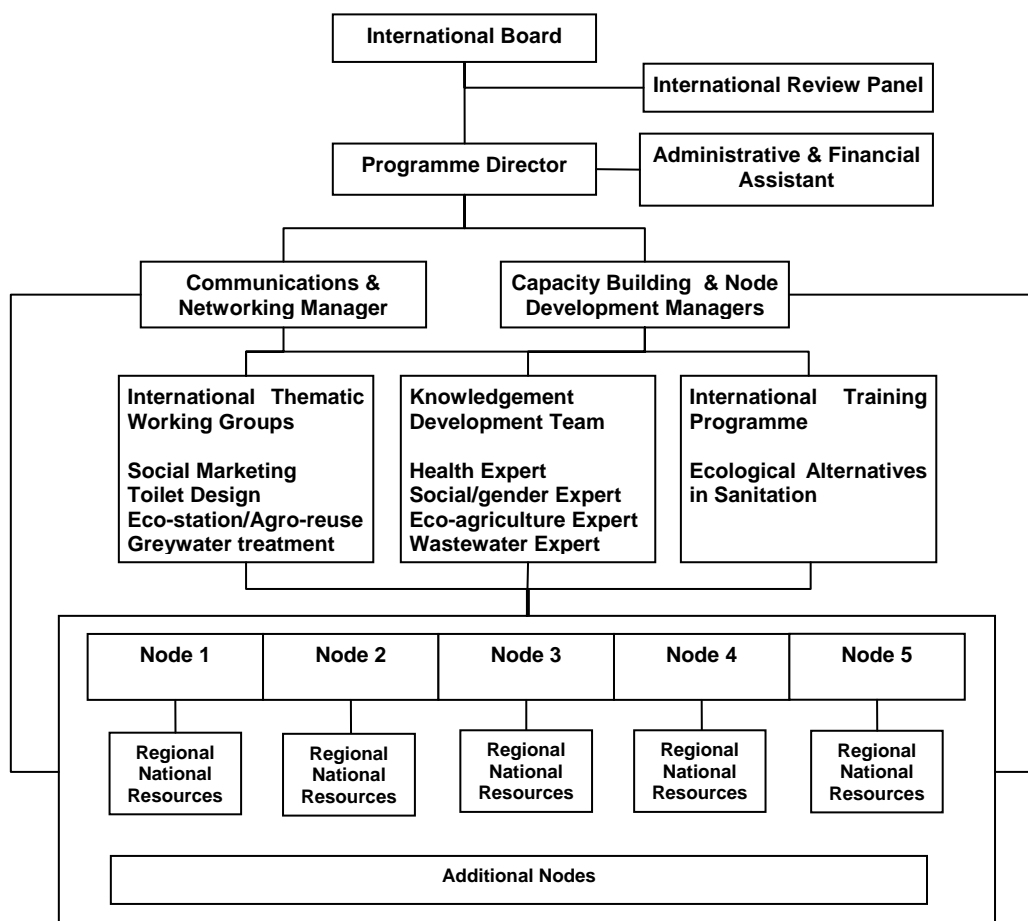 International Board
International Review Panel
Programme Director
Administrative & Financial
Assistant
Communications &
Networking Manager
Capacity Building & Node
Development Managers
International Thematic
Working Groups
Social Marketing
Toilet Design
Eco-station/Agro-reuse
Greywater treatment
Knowledgement
Development Team
Health Expert
Social/gender Expert
Eco-agriculture Expert
Wastewater Expert
International Training
Programme
Ecological Alternatives
in Sanitation
Node 1
Node 2
Node 3
Node 4
Node 5
Regional
National
Resources
Regional
National
Resources
Regional
National
Resources
Regional
National
Resources
Regional
National
Resources
Additional Nodes